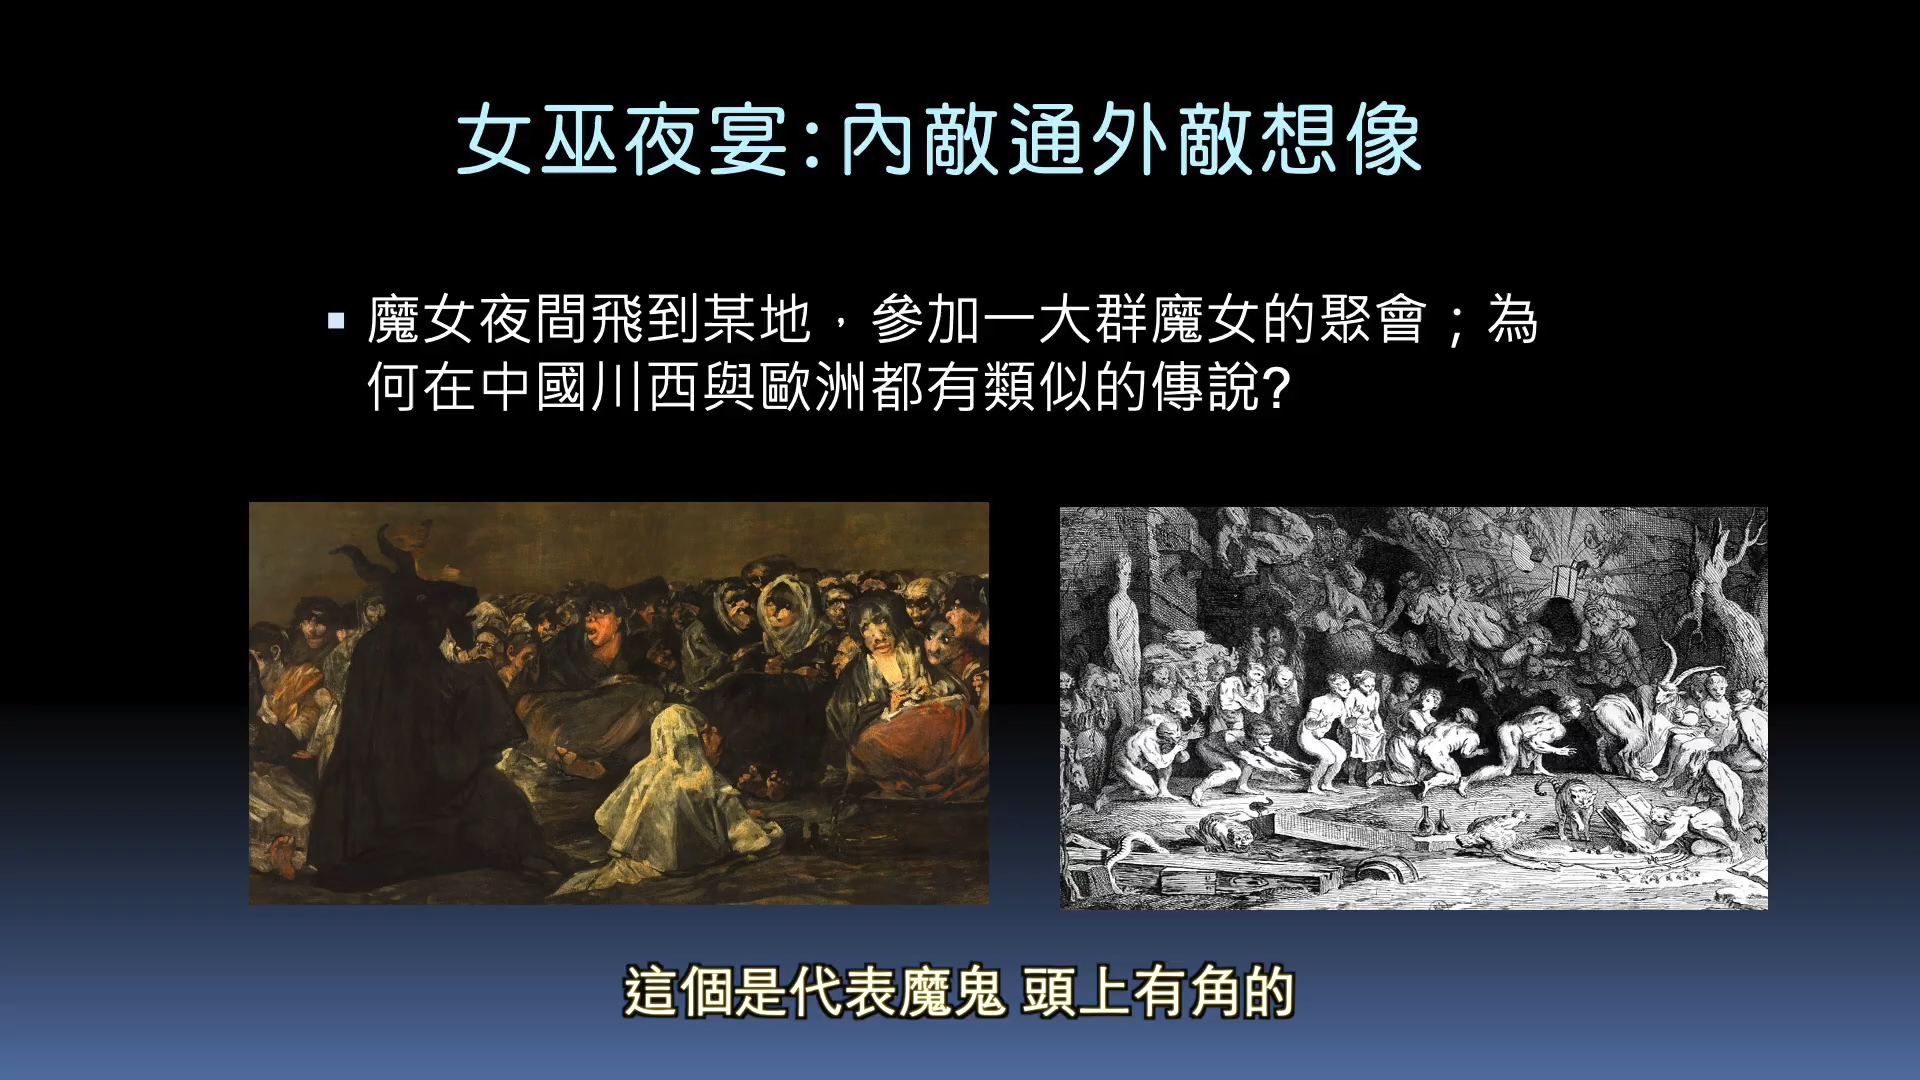 女巫夜宴:內敵通外敵想像
魔女夜間飛到某地，參加一大群魔女的聚會；為
何在中國川西與歐洲都有類似的傳說?
這個是代表魔鬼 頭上有角的